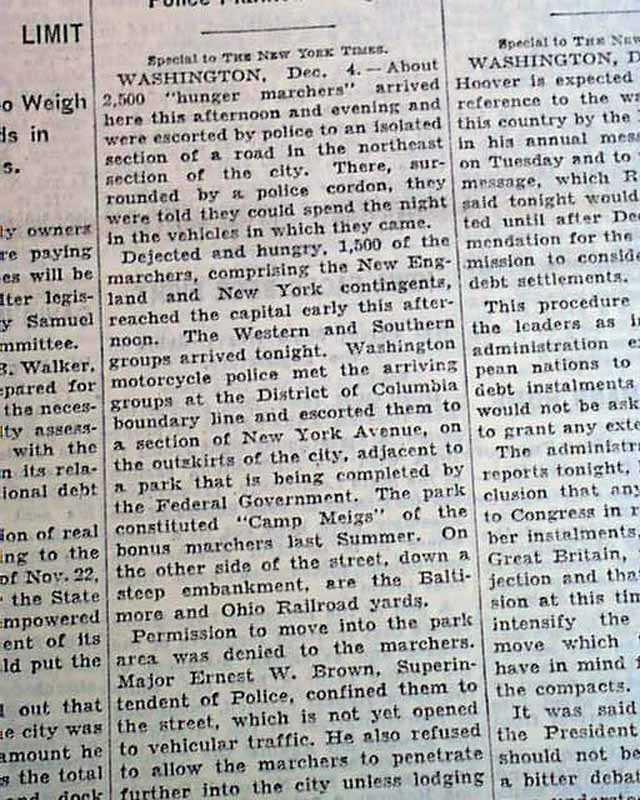 LIMIT
o Weigh
ds in
s.
ly owners
re paying
es will be
lter legis-
y Samuel
mmittee.
B. Walker,
epared for
the neces-
ity assess-
with the
n its rela-
ional debt
ion of real
ing to the
of Nov. 22,
the State
mpowered
ent of its
ld put the
l out that
e city was
amount he
s the total
and dock
Special to THE NEW YORK TIMES.
WASHINGTON, Dec. 4.—About
2,500 "hunger marchers" arrived
here this afternoon and evening and
were escorted by police to an isolated
section of a road in the northeast
section of the city. There, sur-
rounded by a police cordon, they
were told they could spend the night
in the vehicles in which they came.
Dejected and hungry, 1,500 of the
marchers, comprising the New Eng-
land and New York contingents,
reached the capital early this after-
noon. The Western and Southern
groups arrived tonight. Washington
motorcycle police met the arriving
groups at the District of Columbia
boundary line and escorted them to
a section of New York Avenue, on
the outskirts of the city, adjacent to
a park that is being completed by
the Federal Government. The park
constituted "Camp Meigs" of the
bonus marchers last Summer. On
the other side of the street, down a
steep embankment, are the Balti-
more and Ohio Railroad yards.
Permission to move into the park
area was denied to the marchers.
Major Ernest W. Brown, Superin-
tendent of Police, confined them to
the street, which is not yet opened
to vehicular traffic. He also refused
to allow the marchers to penetrate
further into the city unless lodging
Special to THE NEW
WASHINGTON, D
Hoover is expected
reference to the wa
this country by the
in his annual mess
on Tuesday and to
message, which R
said tonight would
ted until after Dec
mendation for the
mission to conside
debt settlements.
This procedure
the leaders as i
administration e
pean nations to
debt instalments
would not be ask
to grant any exte
The administr
reports tonight,
clusion that any
to Congress in r
ber instalments,
Great Britain,
jection and that
sion at this tim
intensify the
move which
have in mind f
the compacts.
It was said
the President
should not be
a bitter debat